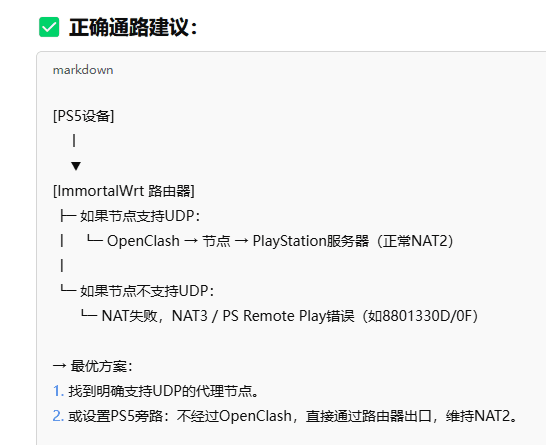 ✅ 正确通路建议：
markdown
[PS5设备]
|
▼
[ImmortalWrt 路由器]
├─ 如果节点支持UDP：
|　└─ OpenClash → 节点 → PlayStation服务器（正常NAT2）
|
└─ 如果节点不支持UDP：
└─ NAT失败，NAT3 / PS Remote Play错误（如8801330D/0F）
→ 最优方案：
1. 找到明确支持UDP的代理节点。
2. 或设置PS5旁路：不经过OpenClash，直接通过路由器出口，维持NAT2。